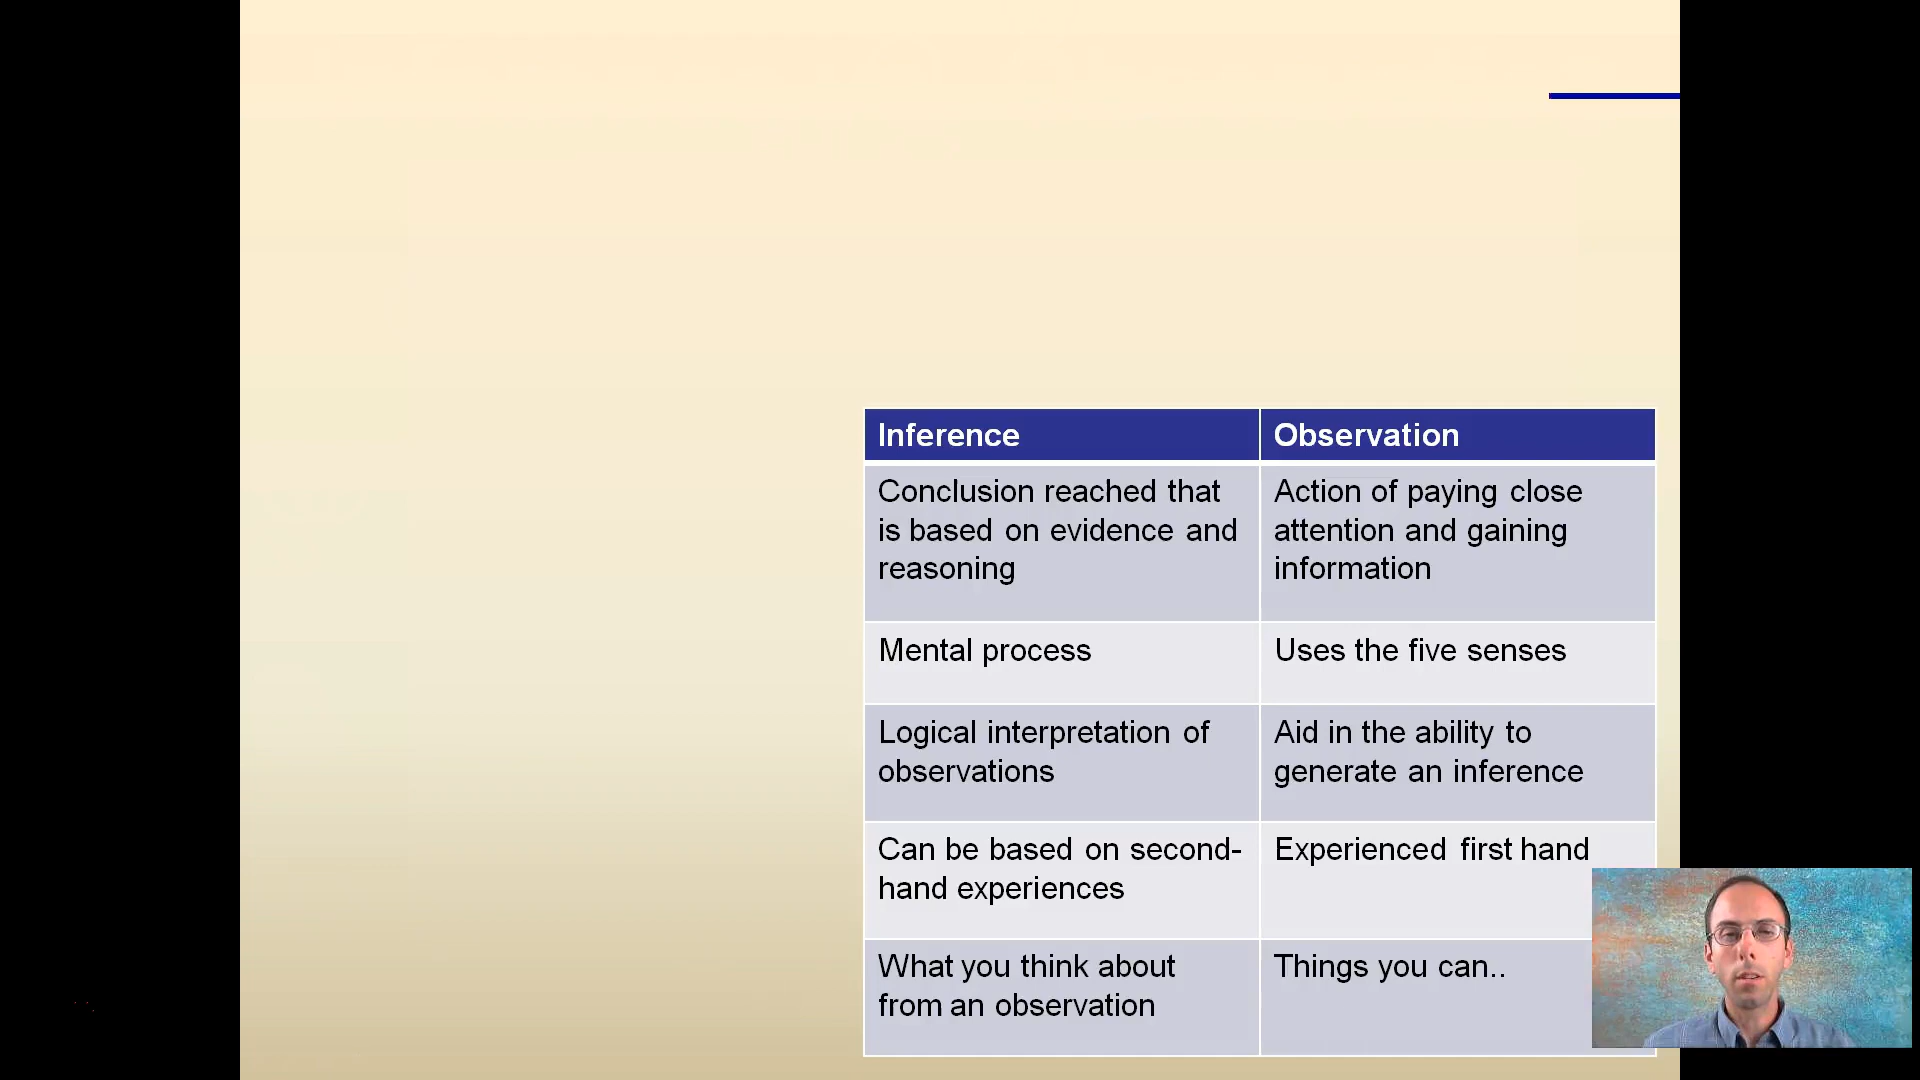 Inference Observation
Conclusion reached that
is based on evidence and
reasoning
Action of paying close
attention and gaining
information
Mental process
Uses the five senses
Logical interpretation of
observations
Aid in the ability to
generate an inference
Can be based on second-
hand experiences
Experienced first hand
What you think about
from an observation
Things you can..